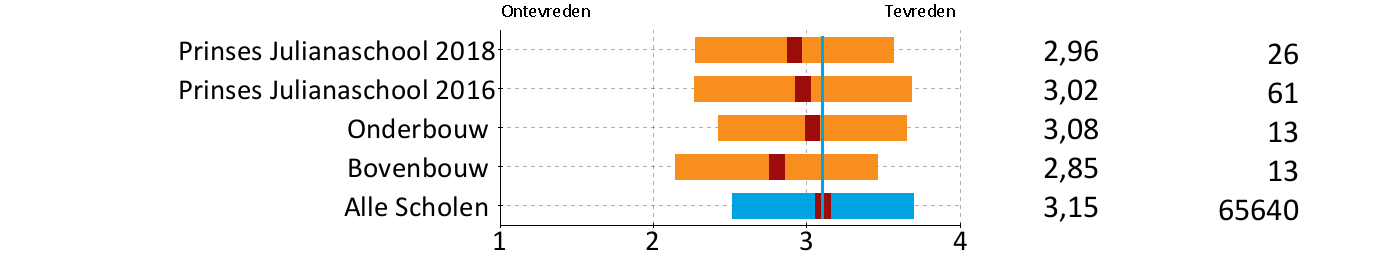 Ontevreden Tevreden
Prinses Julianaschool 2018 2,96 26
Prinses Julianaschool 2016 3,02 61
Onderbouw 3,08 13
Bovenbouw 2,85 13
Alle Scholen 3,15 65640
1 2 3 4